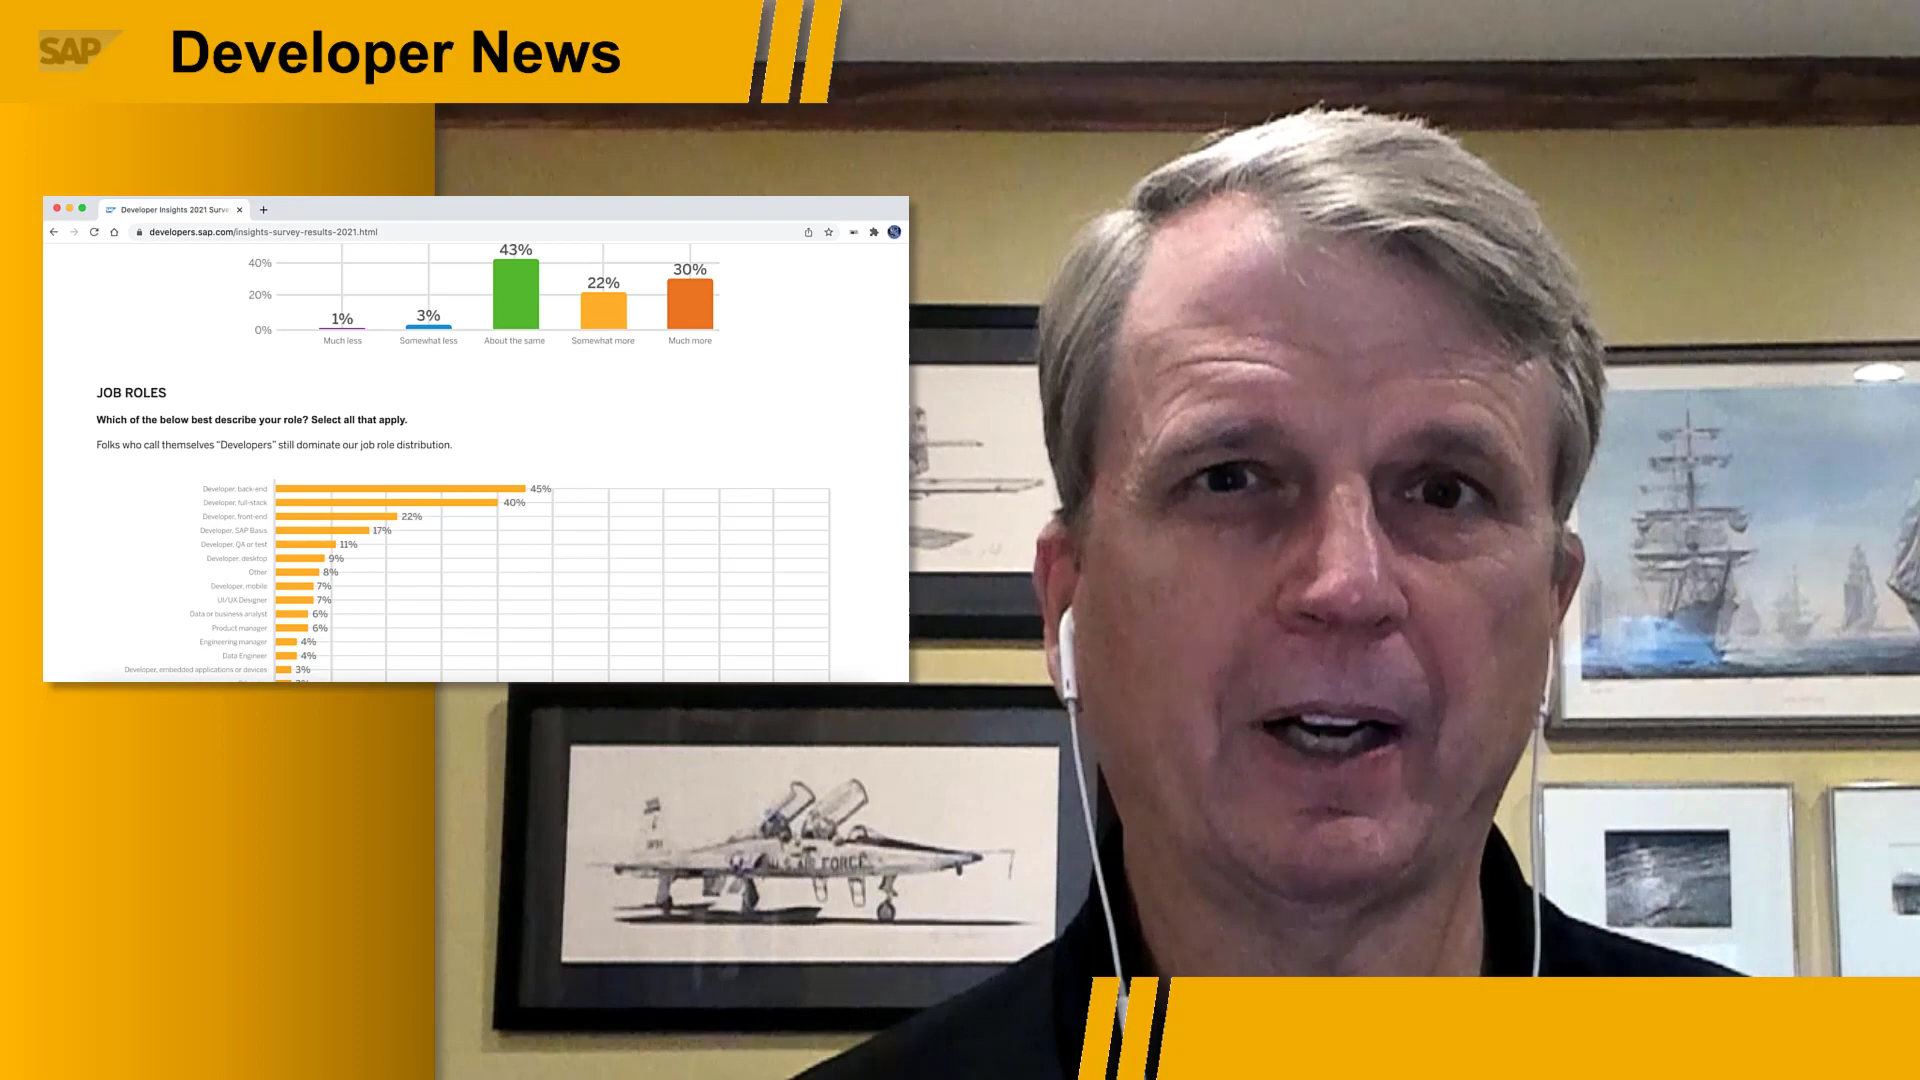 SAP
Developer News
Developer Insights 2021 Surve
developers.sap.com/insights-survey-results-2021.html
40%
20%
0%
1%
3%
43%
22%
30%
Much less
Somewhat less
About the same
Somewhat more
Much more
JOB ROLES
Which of the below best describe your role? Select all that apply.
Folks who call themselves “Developers” still dominate our job role distribution.
Developer, back-end 45%
Developer, full-stack 40%
Developer, front-end 22%
Developer, SAP Basis 17%
Developer, QA or test 11%
Developer, desktop 9%
Other 8%
Developer, mobile 7%
UI/UX Designer 7%
Data or business analyst 6%
Product manager 6%
Engineering manager 4%
Data Engineer 4%
Developer, embedded applications or devices 3%
U.S. AIR FORCE